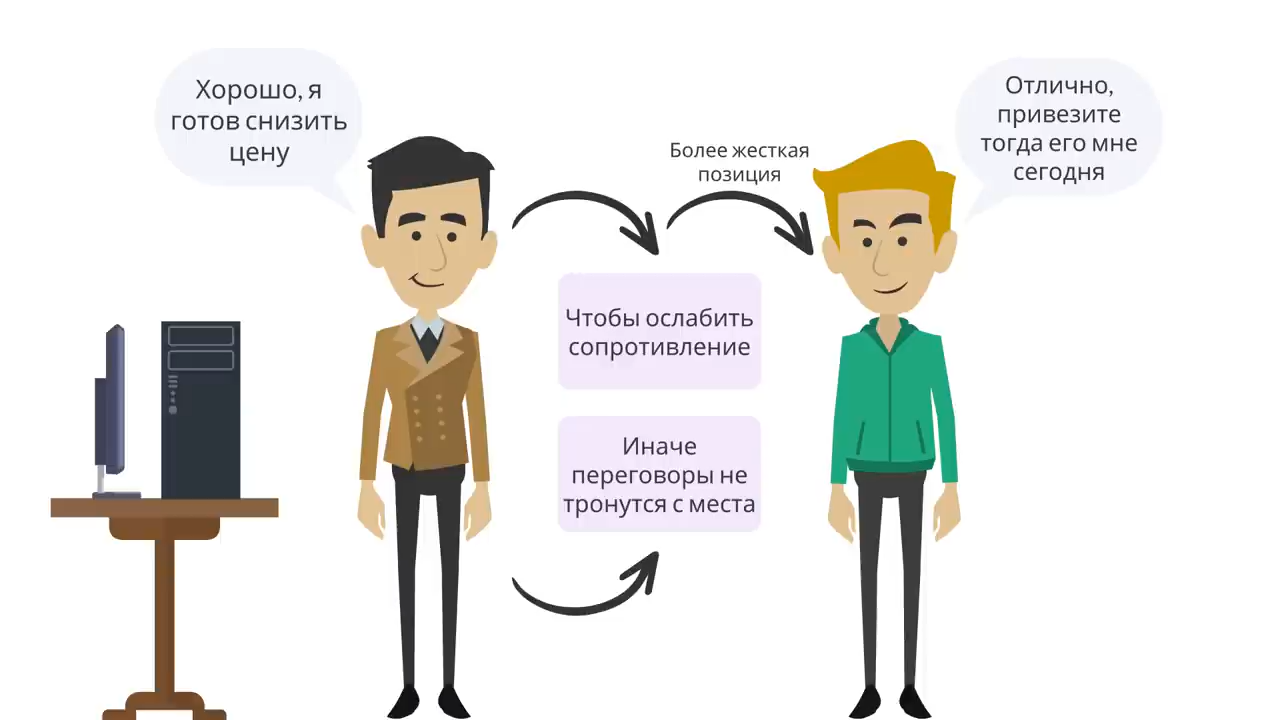 Хорошо, я
готов снизить
цену
Более жесткая
позиция
Отлично,
привезите
тогда его мне
сегодня
Чтобы ослабить
сопротивление
Иначе
переговоры не
тронутся с места